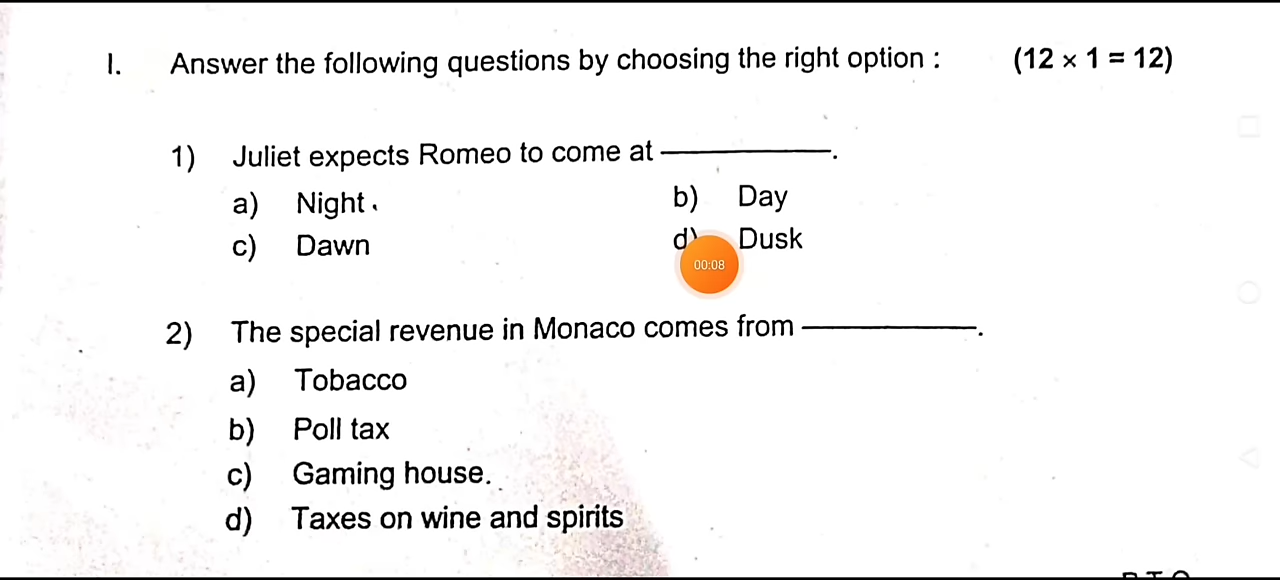 I. Answer the following questions by choosing the right option : (12 × 1 = 12)
1) Juliet expects Romeo to come at ————.
a) Night b) Day
c) Dawn d) Dusk
00:08
2) The special revenue in Monaco comes from ————.
a) Tobacco
b) Poll tax
c) Gaming house.
d) Taxes on wine and spirits